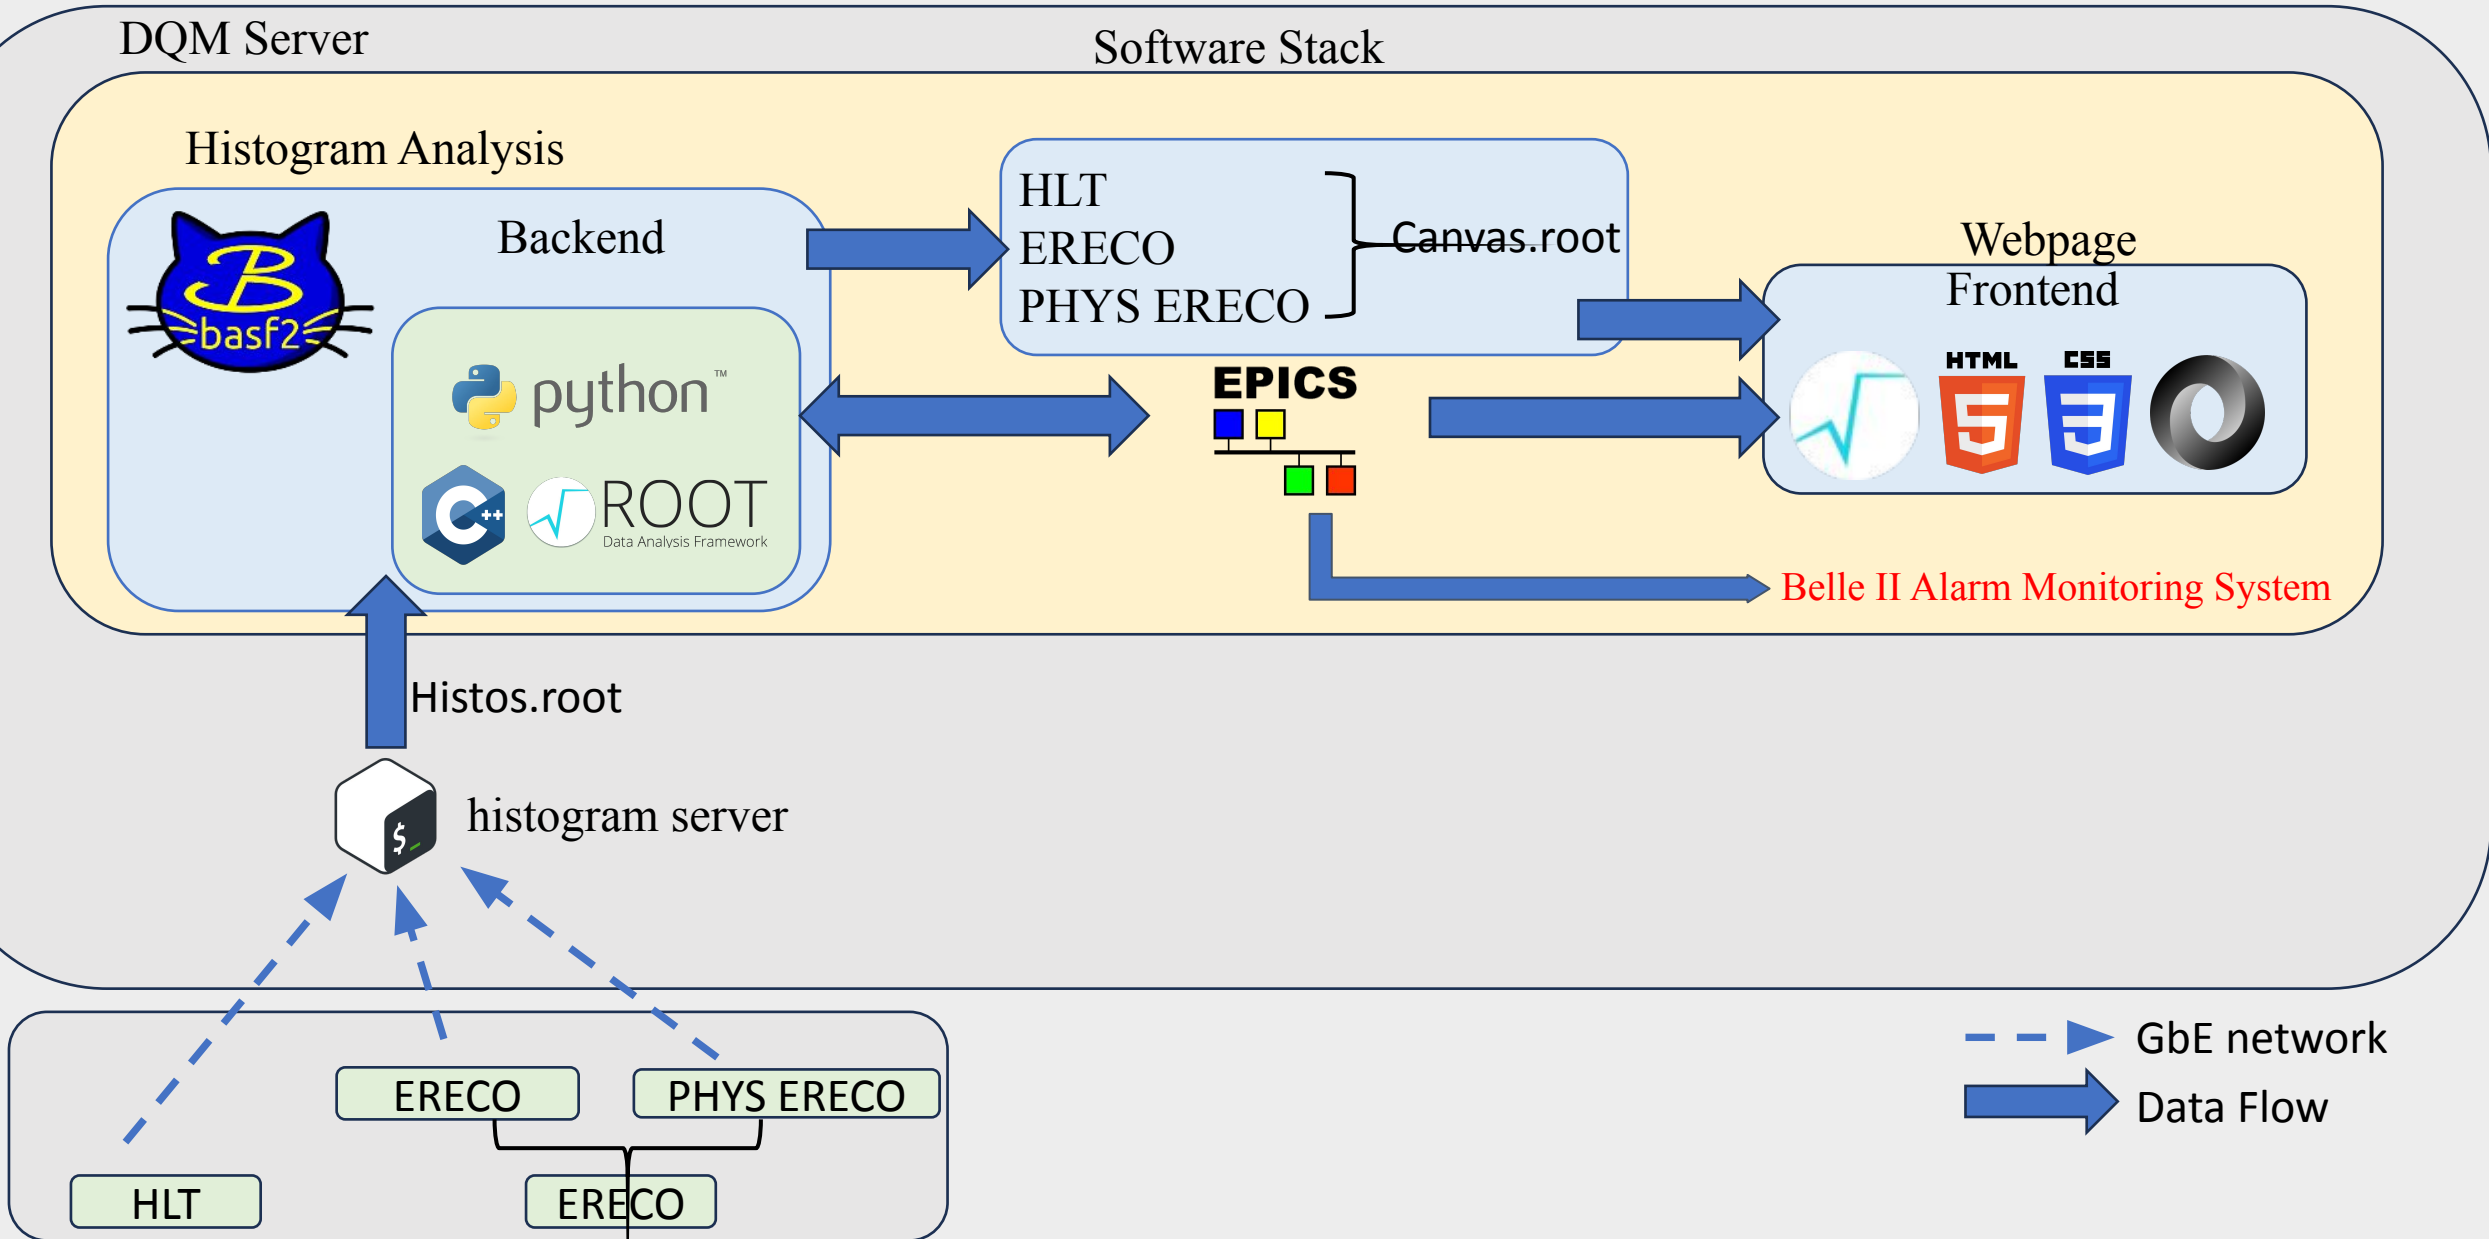 DQM Server
Software Stack
Histogram Analysis
Backend
basf2
python™
C++
ROOT
Data Analysis Framework
HLT
ERECO
PHYS ERECO
Canvas.root
EPICS
Webpage
Frontend
HTML
5
CSS
3
Belle II Alarm Monitoring System
Histos.root
$_
histogram server
ERECO
PHYS ERECO
HLT
ERECO
GbE network
Data Flow